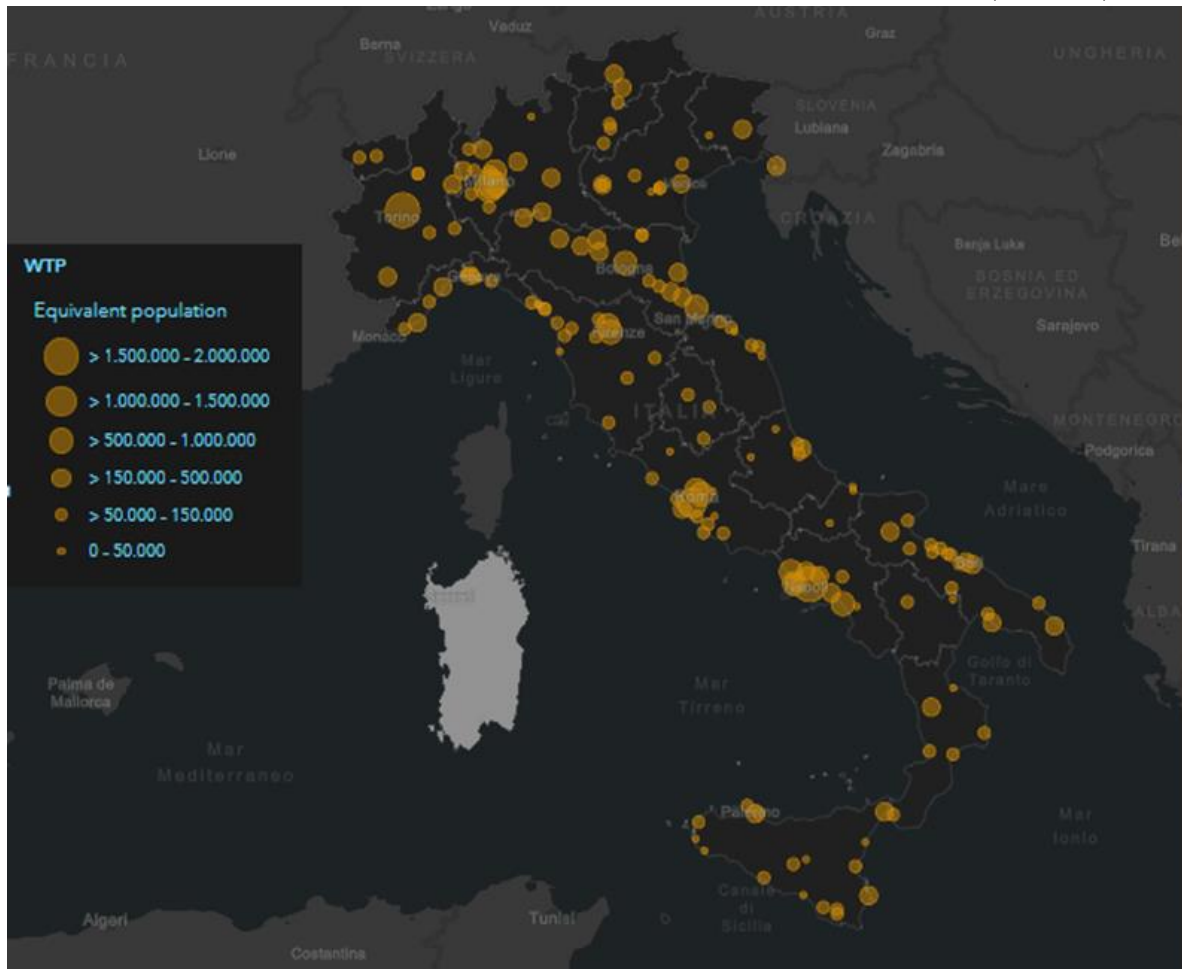 Vaduz
AUSTRIA
Graz
Berna
SVIZZERA
UNGHERIA
FRANCIA
SLOVENIA
Lubiana
Zagabria
Lione
Milano
Torino
CROAZIA
Banja Luka
WTP
Bologna
BOSNIA ED
ERZEGOVINA
Equivalent population
San Marino
Sarajevo
Monaco
Firenze
> 1.500.000 - 2.000.000
Mar
Ligure
> 1.000.000 - 1.500.000
ITALIA
MONTENEGRO
> 500.000 - 1.000.000
Podgorica
> 150.000 - 500.000
Roma
Mare
Adriatico
> 50.000 - 150.000
Tirana
0 - 50.000
Bari
Napoli
ALBA
Golfo di
Taranto
Palma de
Mallorca
Mar
Tirreno
Mar
Mediterraneo
Palermo
Mar
Ionio
Canale
di
Sicilia
Algeri
Tunisi
Costantina